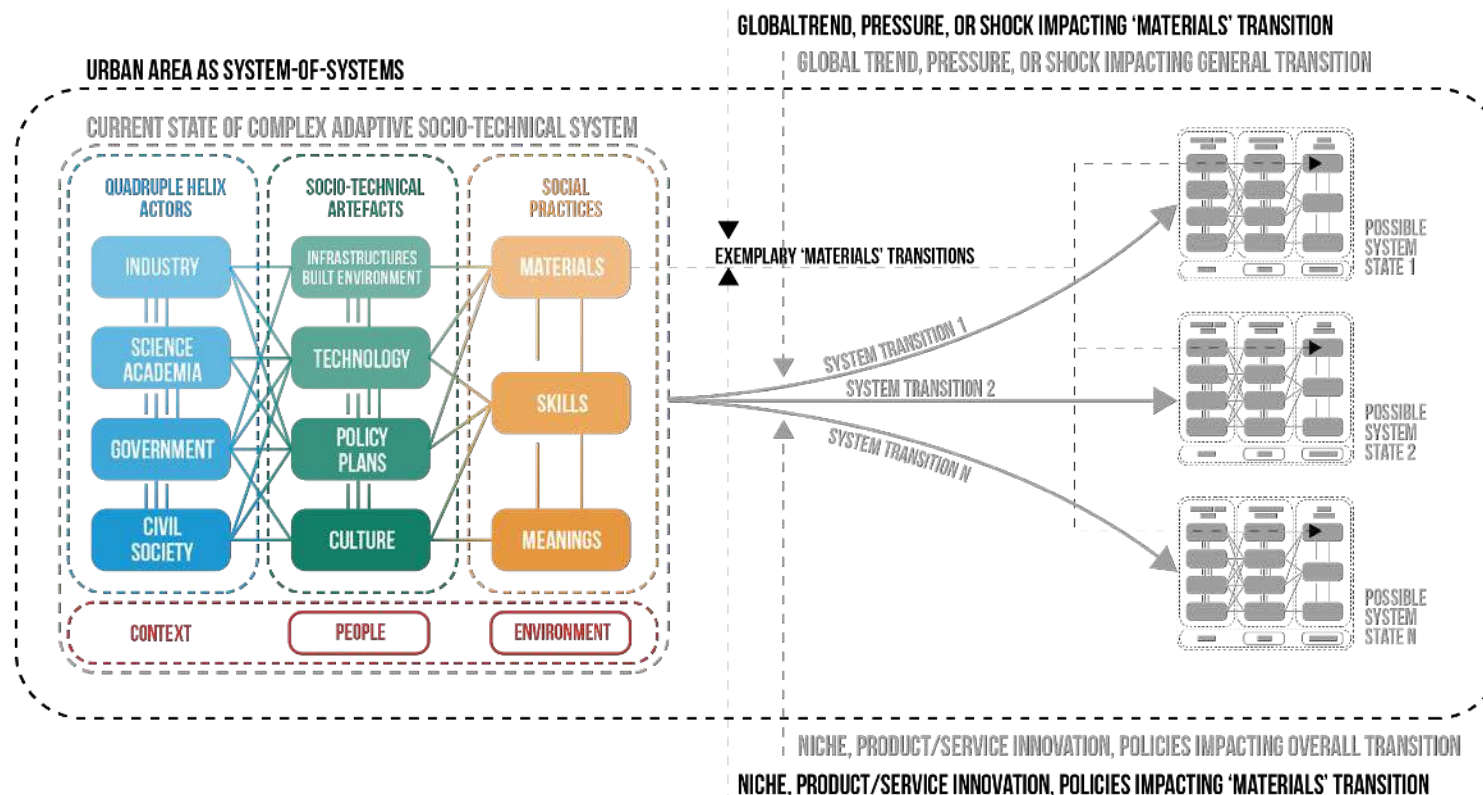 GLOBALTREND, PRESSURE, OR SHOCK IMPACTING ‘MATERIALS’ TRANSITION
GLOBAL TREND, PRESSURE, OR SHOCK IMPACTING GENERAL TRANSITION
URBAN AREA AS SYSTEM-OF-SYSTEMS
CURRENT STATE OF COMPLEX ADAPTIVE SOCIO-TECHNICAL SYSTEM
QUADRUPLE HELIX
ACTORS
INDUSTRY
SCIENCE
ACADEMIA
GOVERNMENT
CIVIL
SOCIETY
SOCIO-TECHNICAL
ARTEFACTS
INFRASTRUCTURES
BUILT ENVIRONMENT
TECHNOLOGY
POLICY
PLANS
CULTURE
SOCIAL
PRACTICES
MATERIALS
SKILLS
MEANINGS
CONTEXT
PEOPLE
ENVIRONMENT
EXEMPLARY ‘MATERIALS’ TRANSITIONS
SYSTEM TRANSITION 1
SYSTEM TRANSITION 2
SYSTEM TRANSITION N
POSSIBLE
SYSTEM
STATE 1
POSSIBLE
SYSTEM
STATE 2
POSSIBLE
SYSTEM
STATE N
NICHE, PRODUCT/SERVICE INNOVATION, POLICIES IMPACTING OVERALL TRANSITION
NICHE, PRODUCT/SERVICE INNOVATION, POLICIES IMPACTING ‘MATERIALS’ TRANSITION